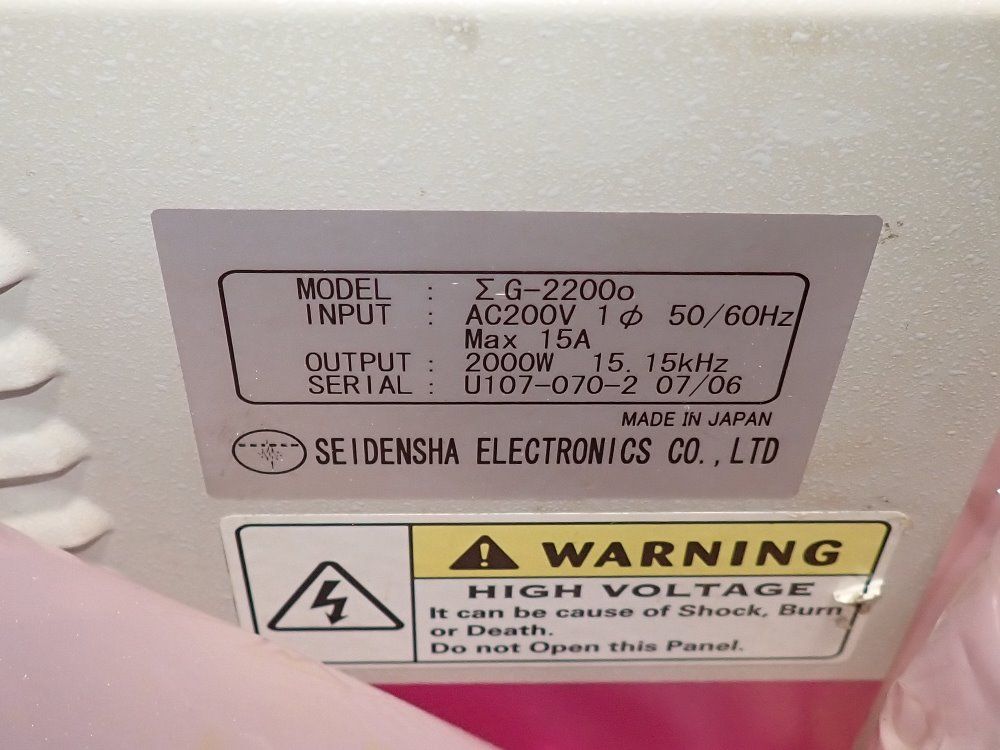 MODEL : ΣG-2200o
INPUT : AC200V 1φ 50/60Hz
Max 15A
OUTPUT : 2000W 15.15kHz
SERIAL : U107-070-2 07/06
MADE IN JAPAN
SEIDENSHA ELECTRONICS CO.,LTD
WARNING
HIGH VOLTAGE
It can be cause of Shock, Burn
or Death.
Do not Open this Panel.